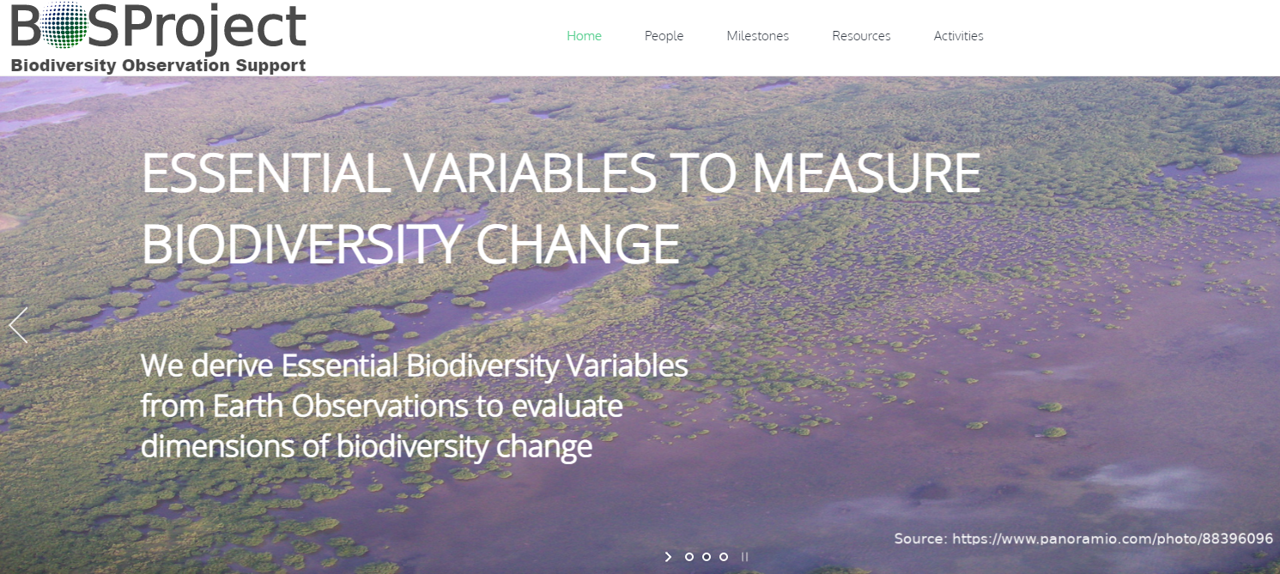 BOSProject
Biodiversity Observation Support
Home People Milestones Resources Activities
ESSENTIAL VARIABLES TO MEASURE
BIODIVERSITY CHANGE
We derive Essential Biodiversity Variables
from Earth Observations to evaluate
dimensions of biodiversity change
Source: https://www.panoramio.com/photo/88396096